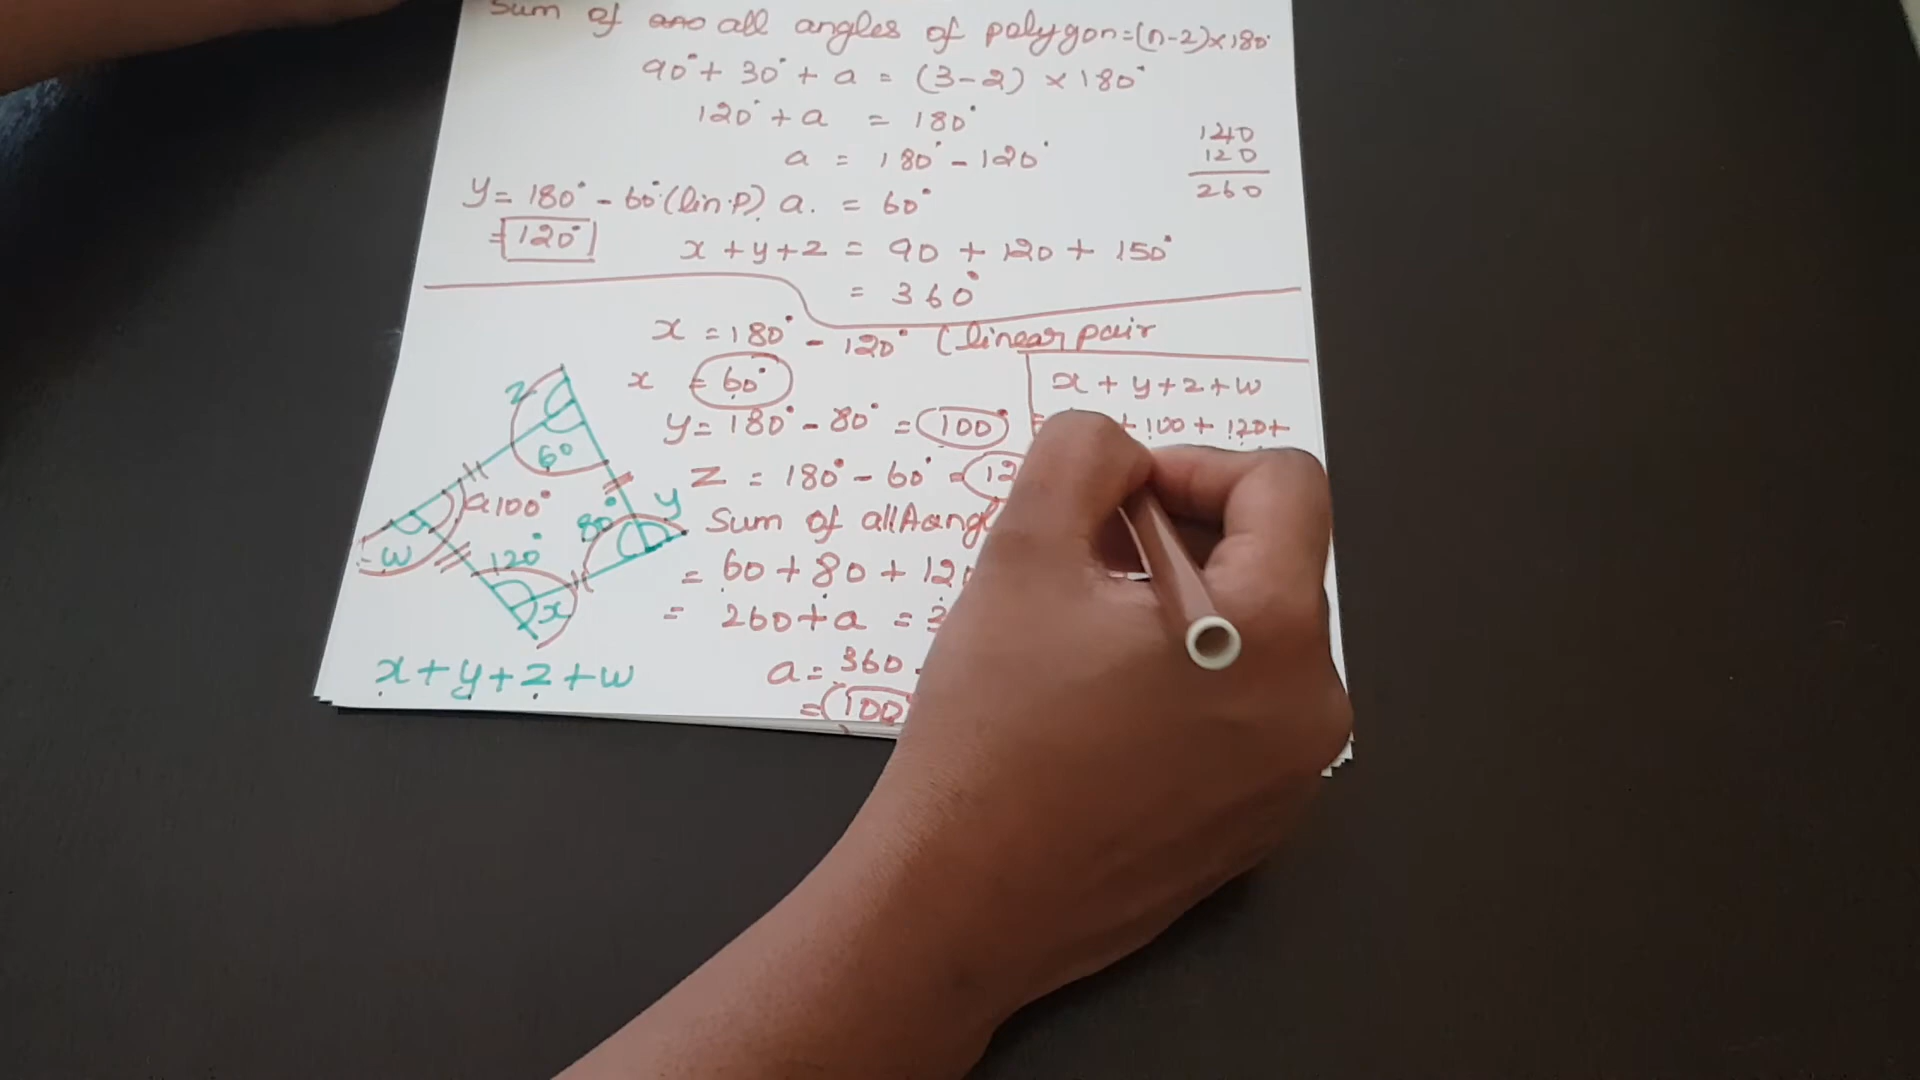 Sum of all angles of polygon=(n-2)×180°
90°+ 30°+ a = (3-2) ×180°
120°+a = 180°
a = 180°-120°
140
120
260
y= 180°- 60°(lin.P) a. = 60°
=120°
x+y+z = 90 + 120 + 150°
= 360°
x = 180° - 120° (linear pair
x = 60°
y= 180°- 80° = 100°
z = 180°- 60° = 12
Sum of all
= 60+80+120
= 260+a = 3
a= 360
= 100
x + y+z+w
+ 100+ 120+
z
60
a 100°
80°
y
w
120°
x
x+y+z+w